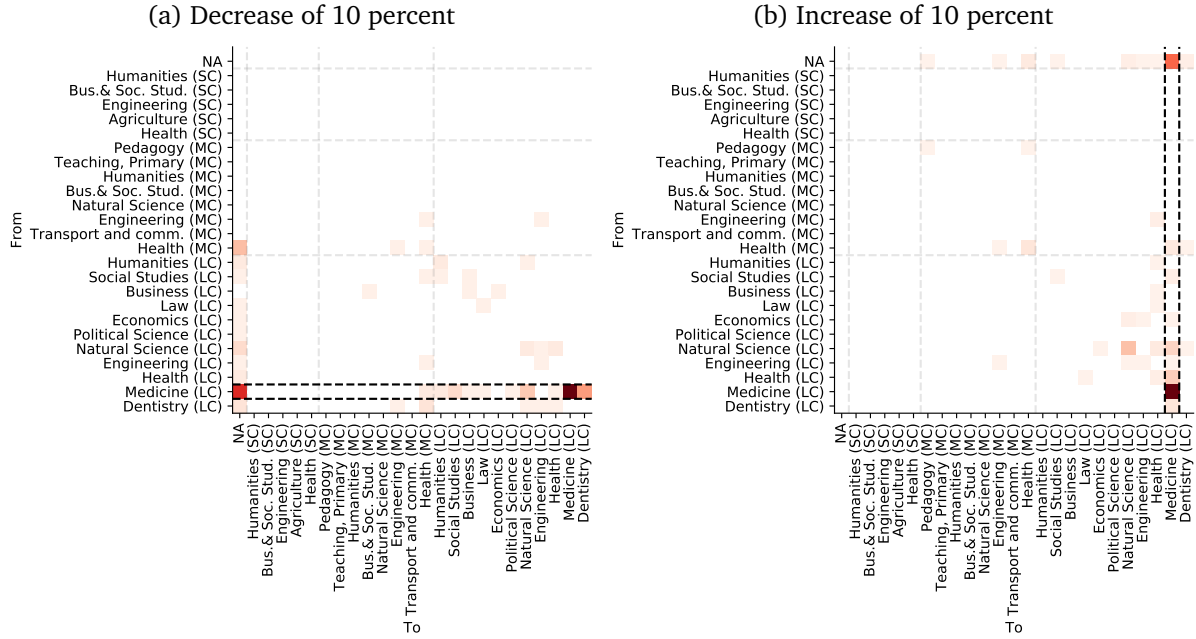 (a) Decrease of 10 percent
(b) Increase of 10 percent
From
NA
Humanities (SC)
Bus.& Soc. Stud. (SC)
Engineering (SC)
Agriculture (SC)
Health (SC)
Pedagogy (MC)
Teaching, Primary (MC)
Humanities (MC)
Bus.& Soc. Stud. (MC)
Natural Science (MC)
Engineering (MC)
Transport and comm. (MC)
Health (MC)
Humanities (LC)
Social Studies (LC)
Business (LC)
Law (LC)
Economics (LC)
Political Science (LC)
Natural Science (LC)
Engineering (LC)
Health (LC)
Medicine (LC)
Dentistry (LC)
NA
Humanities (SC)
Bus.& Soc. Stud. (SC)
Engineering (SC)
Agriculture (SC)
Health (SC)
Pedagogy (MC)
Teaching, Primary (MC)
Humanities (MC)
Bus.& Soc. Stud. (MC)
Natural Science (MC)
Engineering (MC)
Transport and comm. (MC)
Health (MC)
Humanities (LC)
Social Studies (LC)
Business (LC)
Law (LC)
Economics (LC)
Political Science (LC)
Natural Science (LC)
Engineering (LC)
Health (LC)
Medicine (LC)
Dentistry (LC)
To
From
NA
Humanities (SC)
Bus.& Soc. Stud. (SC)
Engineering (SC)
Agriculture (SC)
Health (SC)
Pedagogy (MC)
Teaching, Primary (MC)
Humanities (MC)
Bus.& Soc. Stud. (MC)
Natural Science (MC)
Engineering (MC)
Transport and comm. (MC)
Health (MC)
Humanities (LC)
Social Studies (LC)
Business (LC)
Law (LC)
Economics (LC)
Political Science (LC)
Natural Science (LC)
Engineering (LC)
Health (LC)
Medicine (LC)
Dentistry (LC)
NA
Humanities (SC)
Bus.& Soc. Stud. (SC)
Engineering (SC)
Agriculture (SC)
Health (SC)
Pedagogy (MC)
Teaching, Primary (MC)
Humanities (MC)
Bus.& Soc. Stud. (MC)
Natural Science (MC)
Engineering (MC)
Transport and comm. (MC)
Health (MC)
Humanities (LC)
Social Studies (LC)
Business (LC)
Law (LC)
Economics (LC)
Political Science (LC)
Natural Science (LC)
Engineering (LC)
Health (LC)
Medicine (LC)
Dentistry (LC)
To